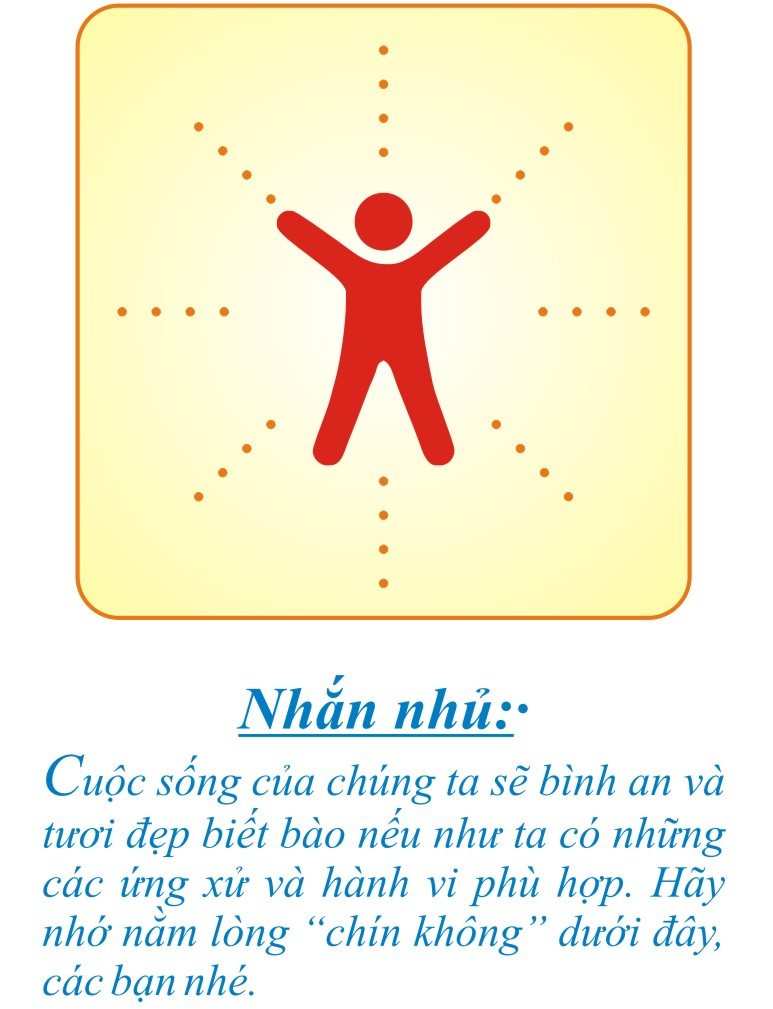 Nhắn nhủ:·
Cuộc sống của chúng ta sẽ bình an và
tươi đẹp biết bào nếu như ta có những
các ứng xử và hành vi phù hợp. Hãy
nhớ nằm lòng “chín không” dưới đây,
các bạn nhé.